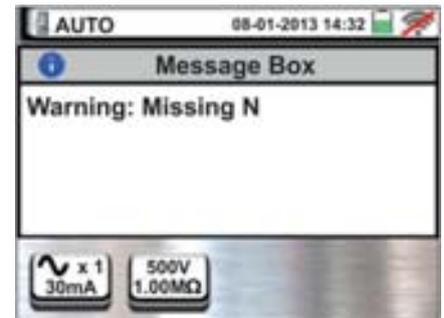 AUTO 08-01-2013 14:32
Message Box
Warning: Missing N
x 1
30mA
500V
1.00MΩ